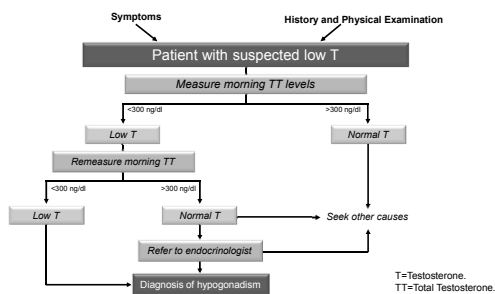 Symptoms
History and Physical Examination
Patient with suspected low T
Measure morning TT levels
<300 ng/dl
>300 ng/dl
Low T
Normal T
Remeasure morning TT
<300 ng/dl
>300 ng/dl
Low T
Normal T
Seek other causes
Refer to endocrinologist
Diagnosis of hypogonadism
T=Testosterone.
TT=Total Testosterone.